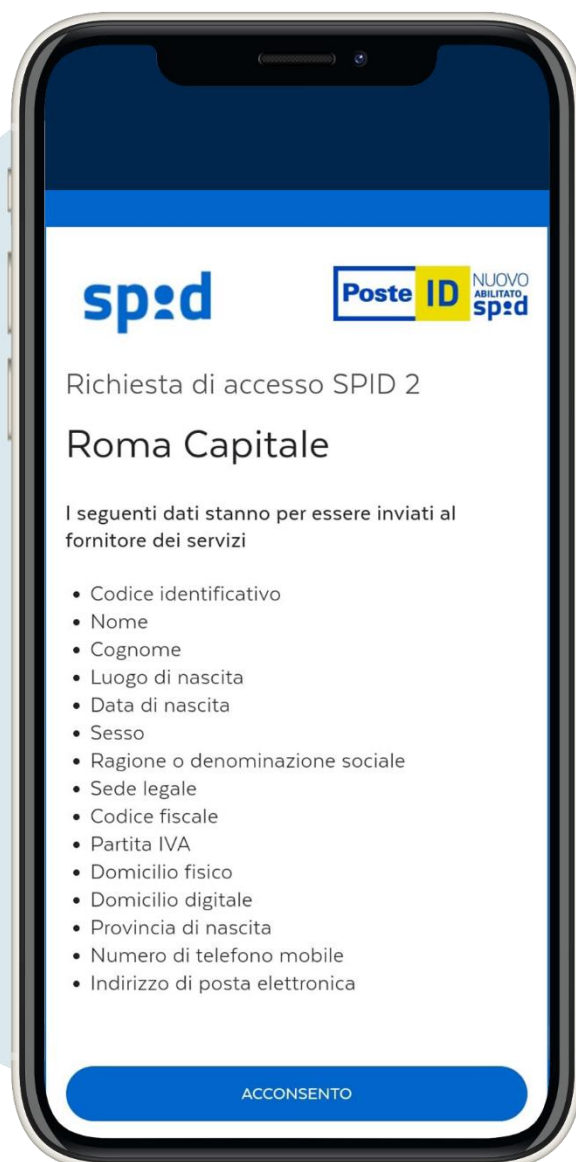 spid
Poste ID NUOVO
ABILITATO
spid
Richiesta di accesso SPID 2
Roma Capitale
I seguenti dati stanno per essere inviati al
fornitore dei servizi
• Codice identificativo
• Nome
• Cognome
• Luogo di nascita
• Data di nascita
• Sesso
• Ragione o denominazione sociale
• Sede legale
• Codice fiscale
• Partita IVA
• Domicilio fisico
• Domicilio digitale
• Provincia di nascita
• Numero di telefono mobile
• Indirizzo di posta elettronica
ACCONSENTO